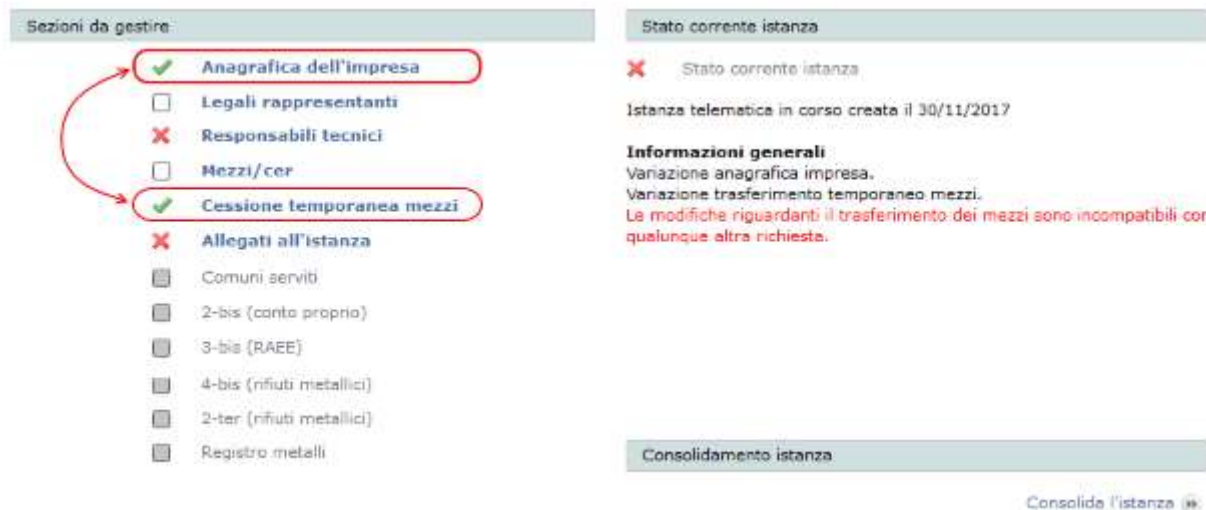 Sezioni da gestire
Anagrafica dell'impresa
Legali rappresentanti
Responsabili tecnici
Mezzi/cer
Cessione temporanea mezzi
Allegati all'istanza
Comuni serviti
2-bis (conto proprio)
3-bis (RAEE)
4-bis (rifiuti metallici)
2-ter (rifiuti metallici)
Registro metalli
Stato corrente istanza
Stato corrente istanza
Istanza telematica in corso creata il 30/11/2017
Informazioni generali
Variazione anagrafica impresa.
Variazione trasferimento temporaneo mezzi.
Le modifiche riguardanti il trasferimento dei mezzi sono incompatibili con
qualunque altra richiesta.
Consolidamento istanza
Consolida l'istanza